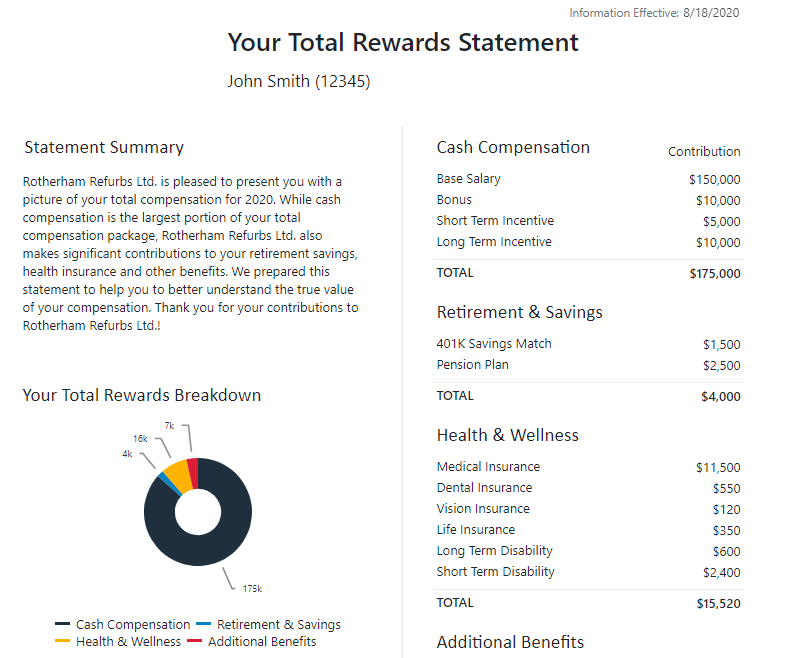 Information Effective: 8/18/2020
Your Total Rewards Statement
John Smith (12345)
Statement Summary
Rotherham Refurbs Ltd. is pleased to present you with a
picture of your total compensation for 2020. While cash
compensation is the largest portion of your total
compensation package, Rotherham Refurbs Ltd. also
makes significant contributions to your retirement savings,
health insurance and other benefits. We prepared this
statement to help you to better understand the true value
of your compensation. Thank you for your contributions to
Rotherham Refurbs Ltd.!
Your Total Rewards Breakdown
7k
16k
4k
175k
Cash Compensation Retirement & Savings
Health & Wellness Additional Benefits
Cash Compensation Contribution
Base Salary $150,000
Bonus $10,000
Short Term Incentive $5,000
Long Term Incentive $10,000
TOTAL $175,000
Retirement & Savings
401K Savings Match $1,500
Pension Plan $2,500
TOTAL $4,000
Health & Wellness
Medical Insurance $11,500
Dental Insurance $550
Vision Insurance $120
Life Insurance $350
Long Term Disability $600
Short Term Disability $2,400
TOTAL $15,520
Additional Benefits